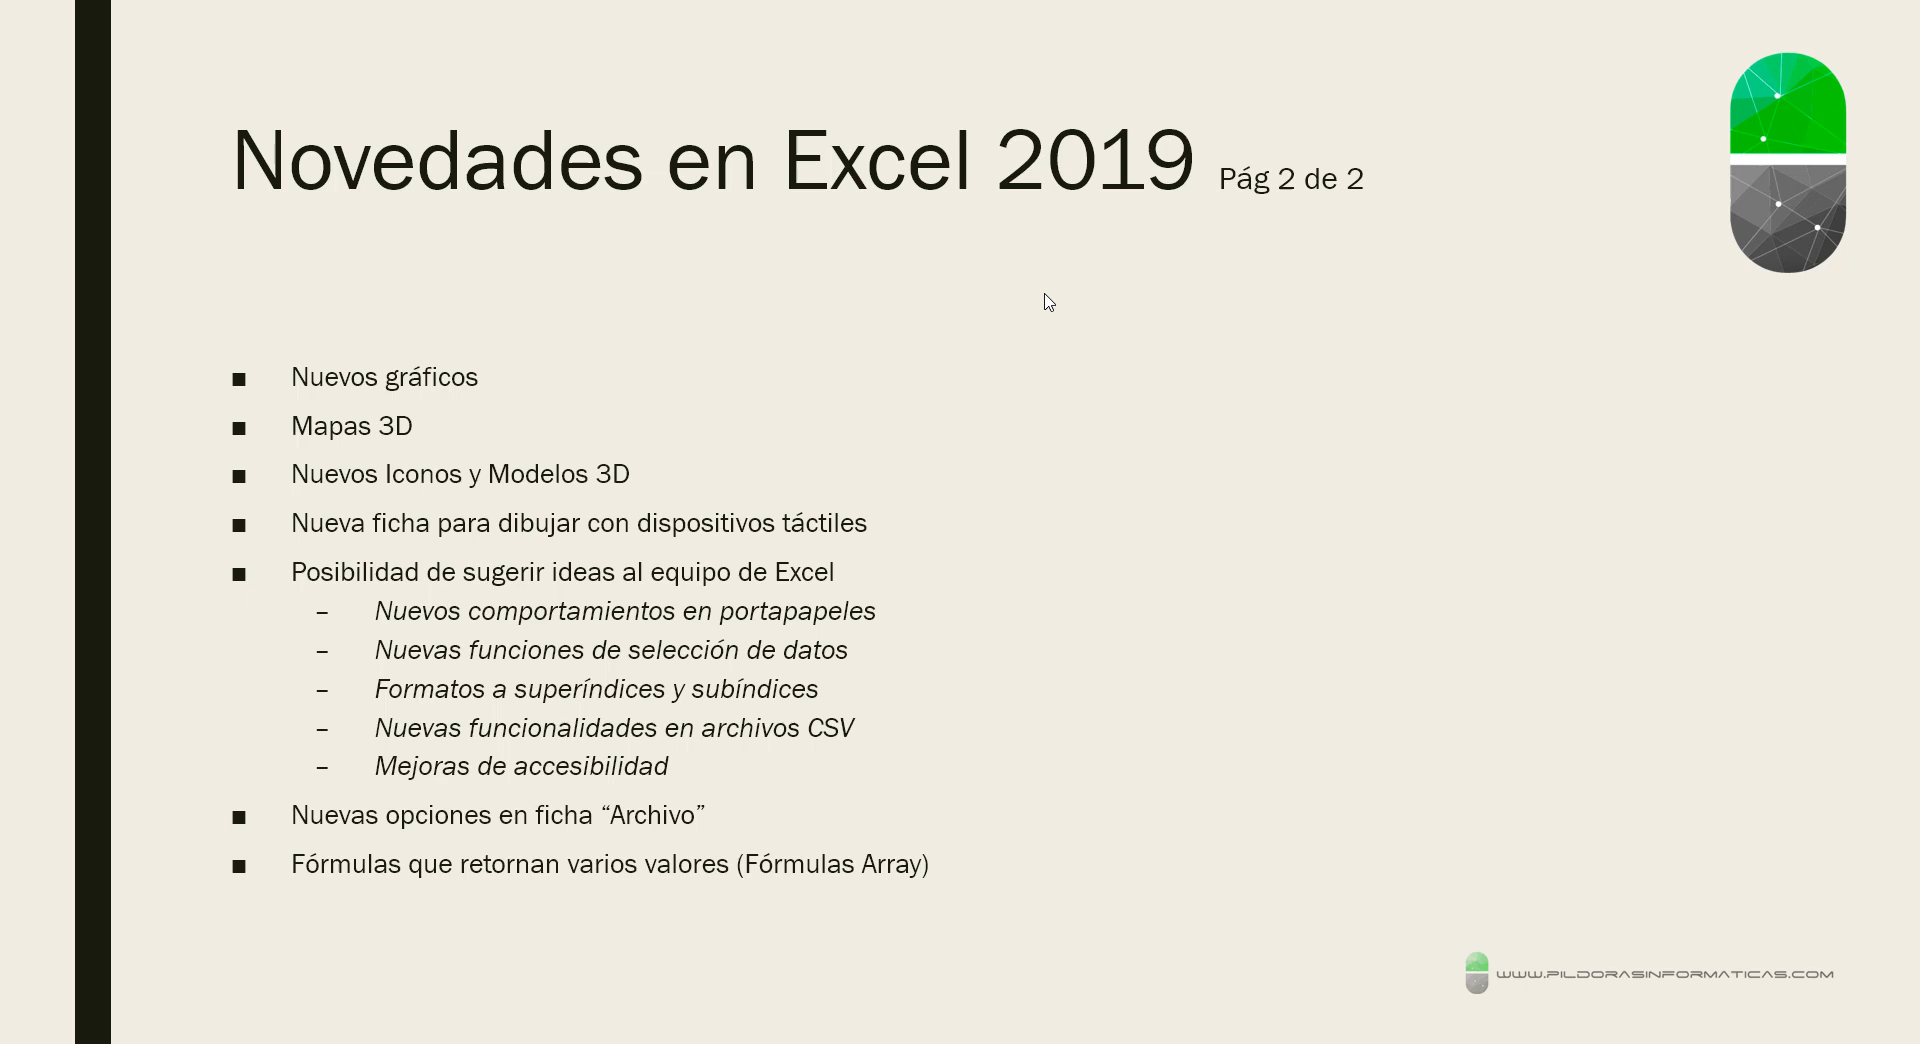 Novedades en Excel 2019 Pág 2 de 2
■ Nuevos gráficos
■ Mapas 3D
■ Nuevos Iconos y Modelos 3D
■ Nueva ficha para dibujar con dispositivos táctiles
■ Posibilidad de sugerir ideas al equipo de Excel
– Nuevos comportamientos en portapapeles
– Nuevas funciones de selección de datos
– Formatos a superíndices y subíndices
– Nuevas funcionalidades en archivos CSV
– Mejoras de accesibilidad
■ Nuevas opciones en ficha “Archivo”
■ Fórmulas que retornan varios valores (Fórmulas Array)
WWW.PILDORASINFORMATICAS.COM